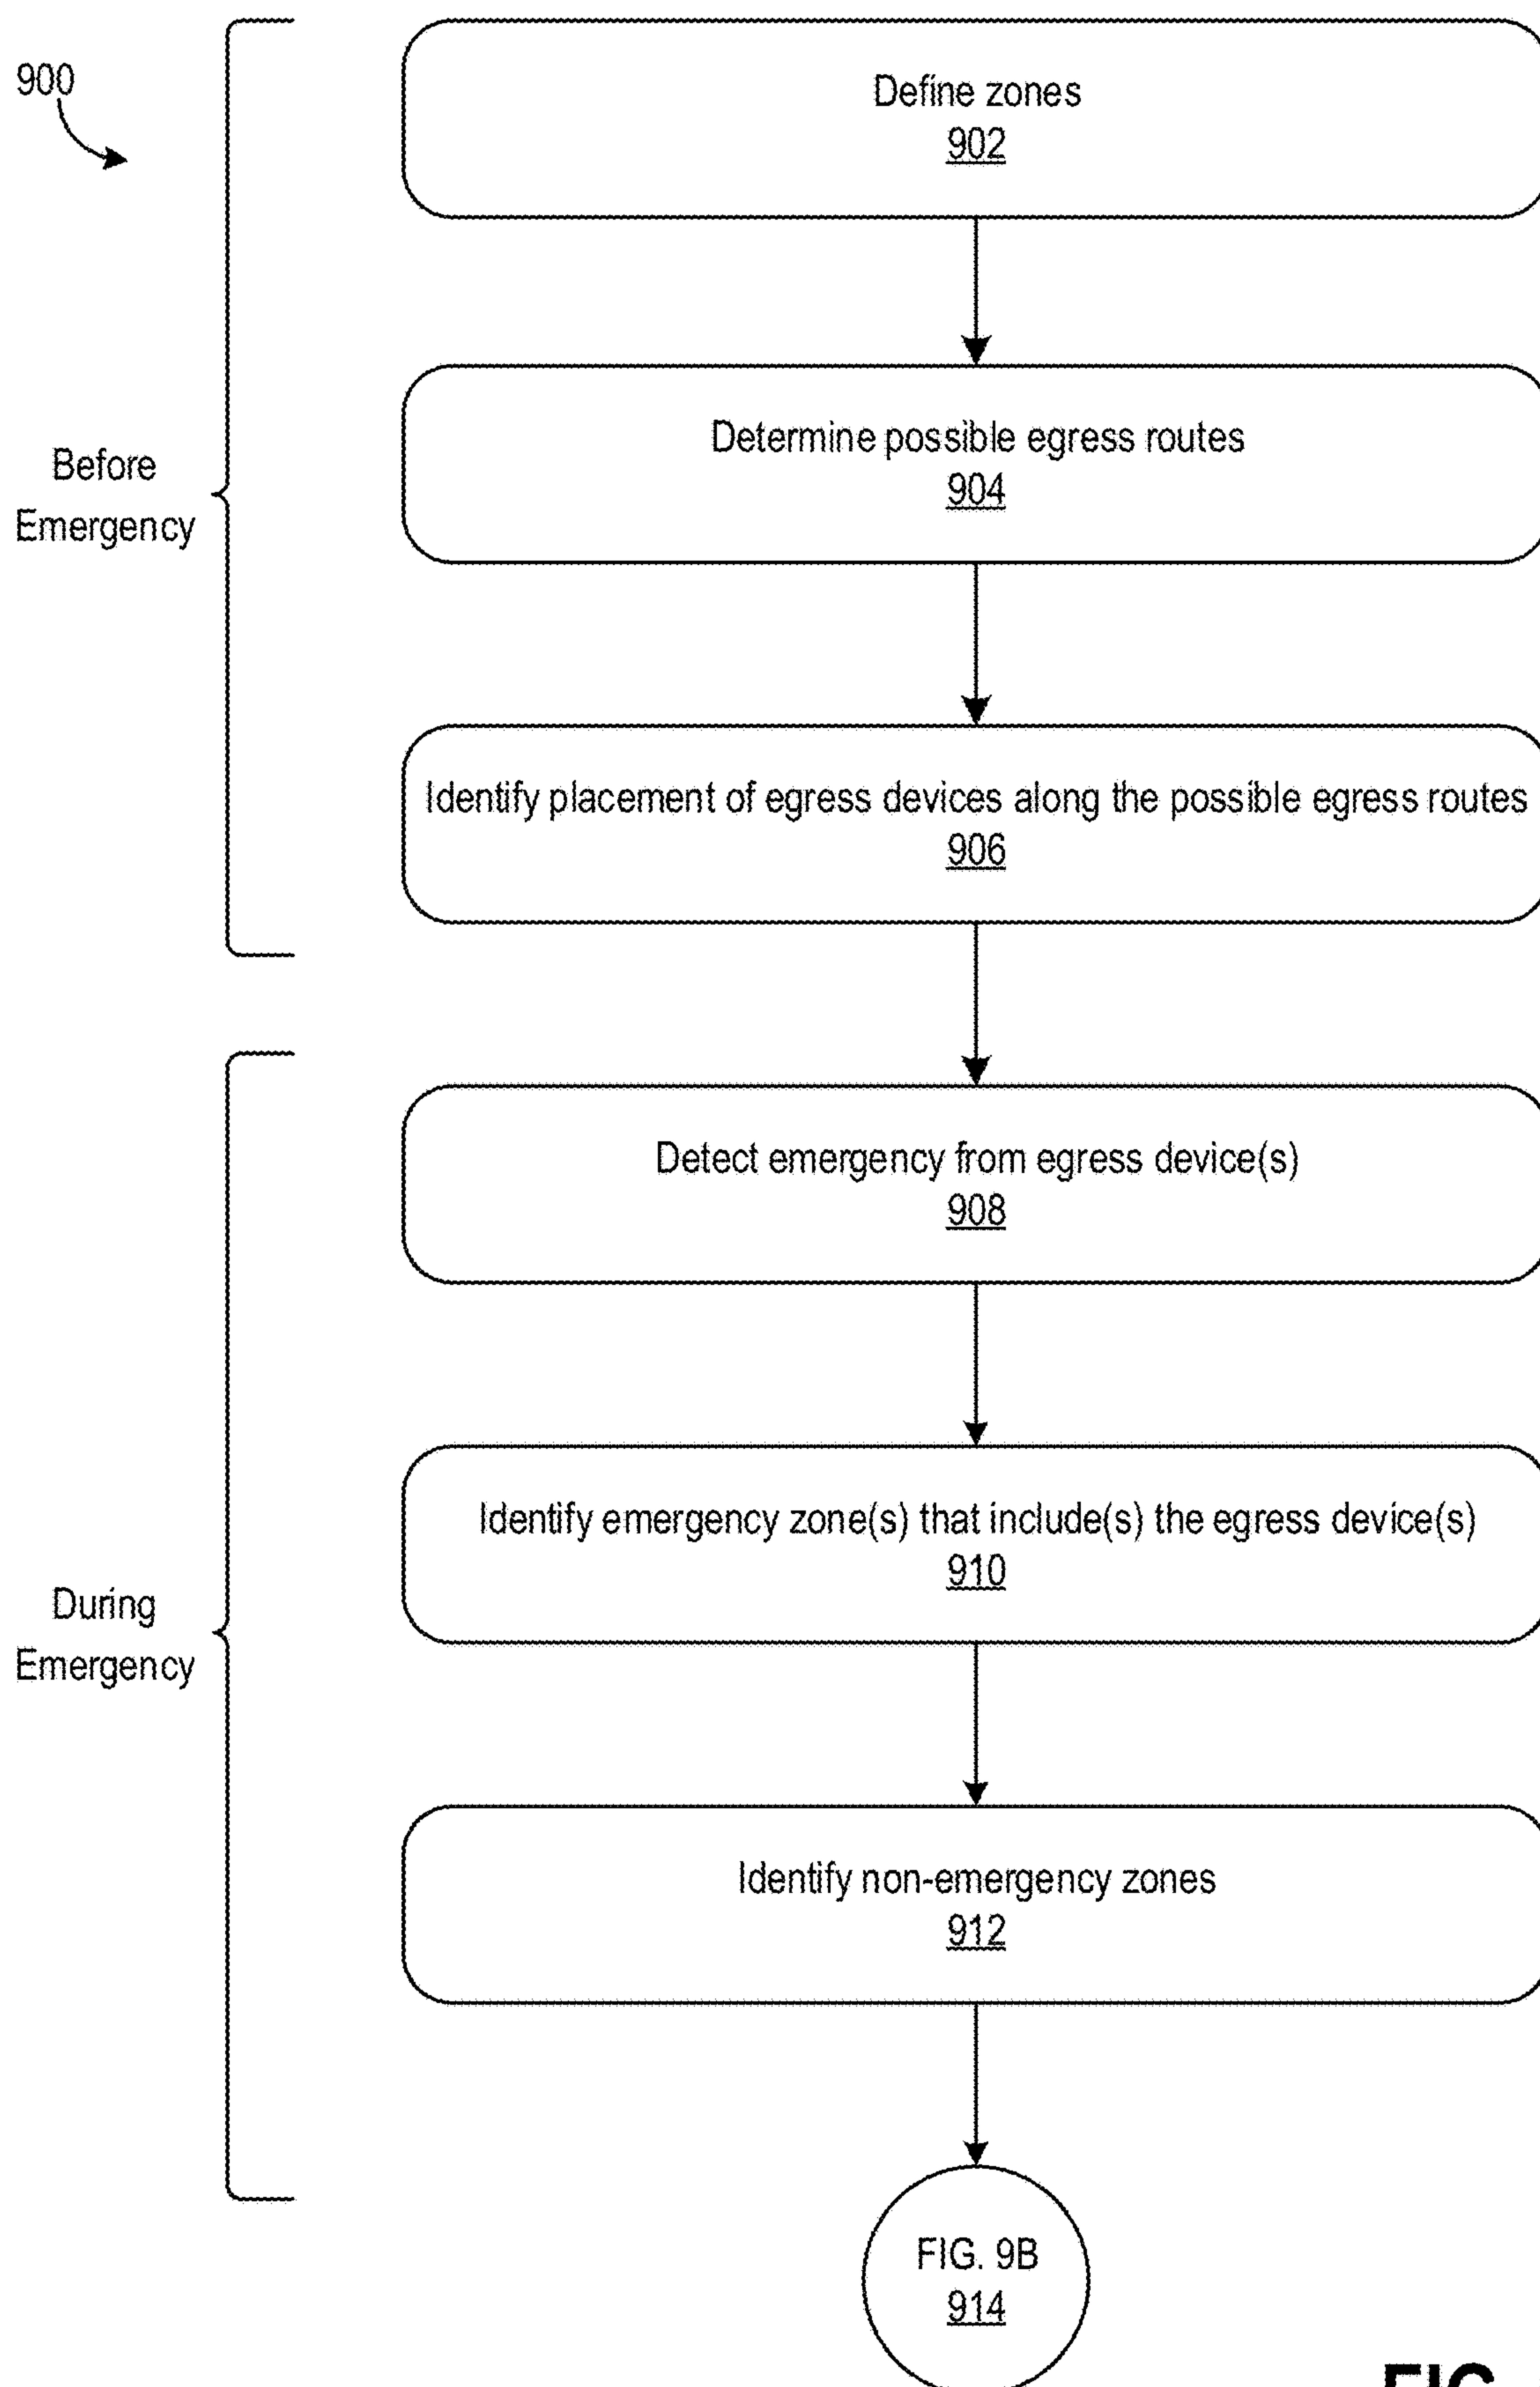 900
Define zones
902
Determine possible egress routes
904
Before
Emergency
Identify placement of egress devices along the possible egress routes
906
Detect emergency from egress device(s)
908
Identify emergency zone(s) that include(s) the egress device(s)
910
During
Emergency
Identify non-emergency zones
912
FIG. 9B
914
FIG